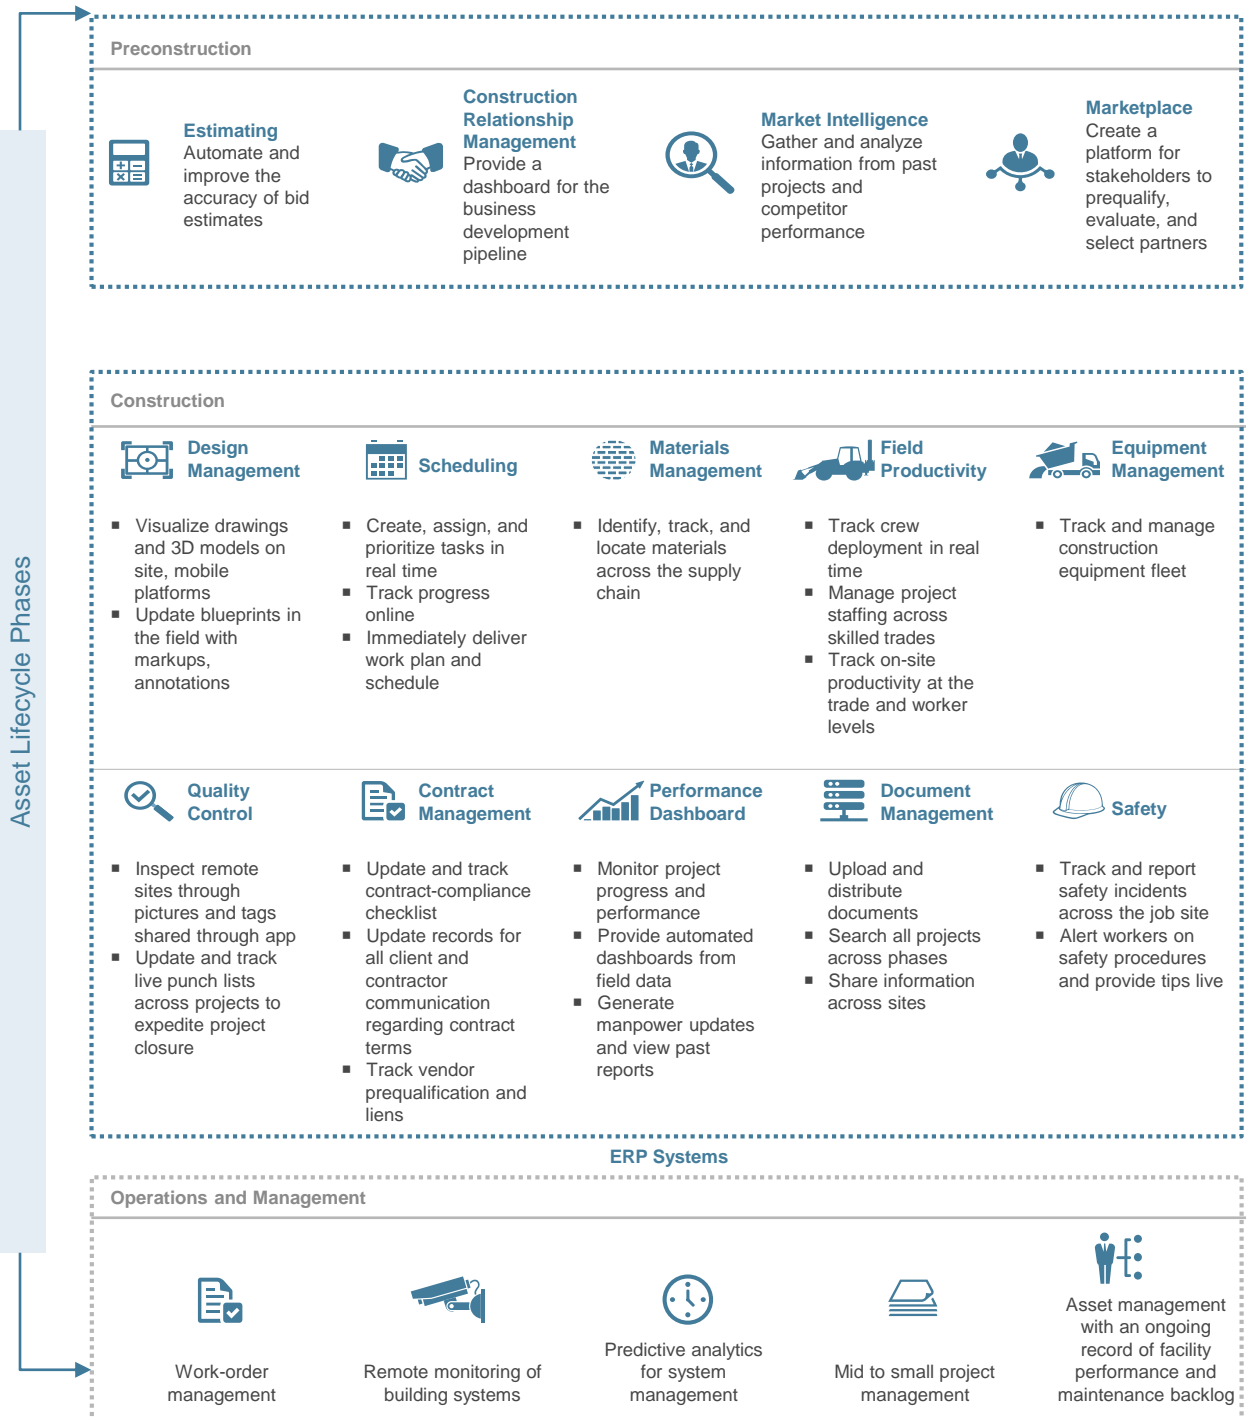 Asset Lifecycle Phases
Preconstruction
Estimating
Automate and
improve the
accuracy of bid
estimates
Construction
Relationship
Management
Provide a
dashboard for the
business
development
pipeline
Market Intelligence
Gather and analyze
information from past
projects and
competitor
performance
Marketplace
Create a
platform for
stakeholders to
prequalify,
evaluate, and
select partners
Construction
Design
Management
▪ Visualize drawings
and 3D models on
site, mobile
platforms
▪ Update blueprints in
the field with
markups,
annotations
Scheduling
▪ Create, assign, and
prioritize tasks in
real time
▪ Track progress
online
▪ Immediately deliver
work plan and
schedule
Materials
Management
▪ Identify, track, and
locate materials
across the supply
chain
Field
Productivity
▪ Track crew
deployment in real
time
▪ Manage project
staffing across
skilled trades
▪ Track on-site
productivity at the
trade and worker
levels
Equipment
Management
▪ Track and manage
construction
equipment fleet
Quality
Control
▪ Inspect remote
sites through
pictures and tags
shared through app
▪ Update and track
live punch lists
across projects to
expedite project
closure
Contract
Management
▪ Update and track
contract-compliance
checklist
▪ Update records for
all client and
contractor
communication
regarding contract
terms
▪ Track vendor
prequalification and
liens
Performance
Dashboard
▪ Monitor project
progress and
performance
▪ Provide automated
dashboards from
field data
▪ Generate
manpower updates
and view past
reports
Document
Management
▪ Upload and
distribute
documents
▪ Search all projects
across phases
▪ Share information
across sites
Safety
▪ Track and report
safety incidents
across the job site
▪ Alert workers on
safety procedures
and provide tips live
ERP Systems
Operations and Management
Work-order
management
Remote monitoring of
building systems
Predictive analytics
for system
management
Mid to small project
management
Asset management
with an ongoing
record of facility
performance and
maintenance backlog